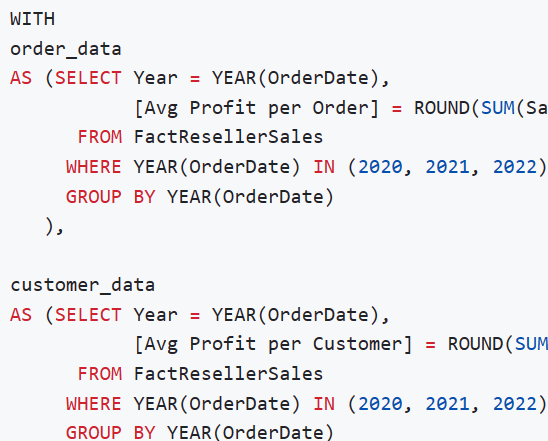 WITH
order_data
AS (SELECT Year = YEAR(OrderDate),
[Avg Profit per Order] = ROUND(SUM(Sa
FROM FactResellerSales
WHERE YEAR(OrderDate) IN (2020, 2021, 2022)
GROUP BY YEAR(OrderDate)
),
customer_data
AS (SELECT Year = YEAR(OrderDate),
[Avg Profit per Customer] = ROUND(SUM
FROM FactResellerSales
WHERE YEAR(OrderDate) IN (2020, 2021, 2022)
GROUP BY YEAR(OrderDate)